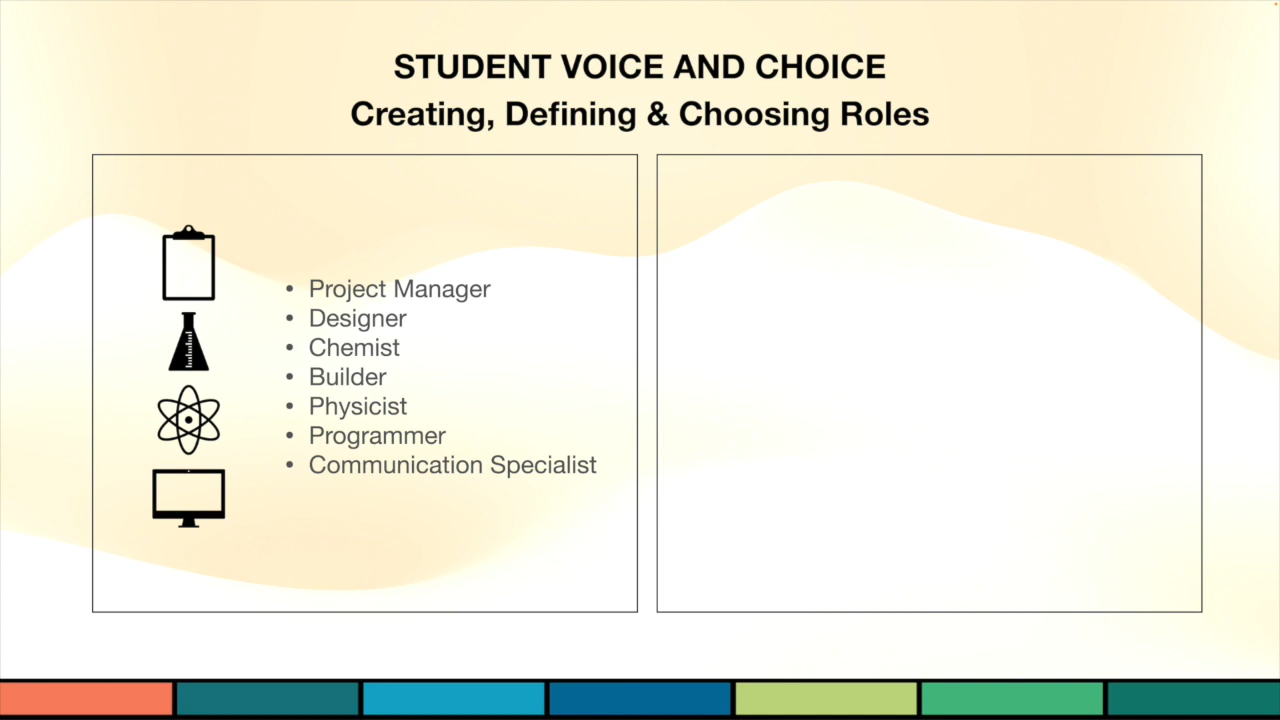 STUDENT VOICE AND CHOICE
Creating, Defining & Choosing Roles
• Project Manager
• Designer
• Chemist
• Builder
• Physicist
• Programmer
• Communication Specialist